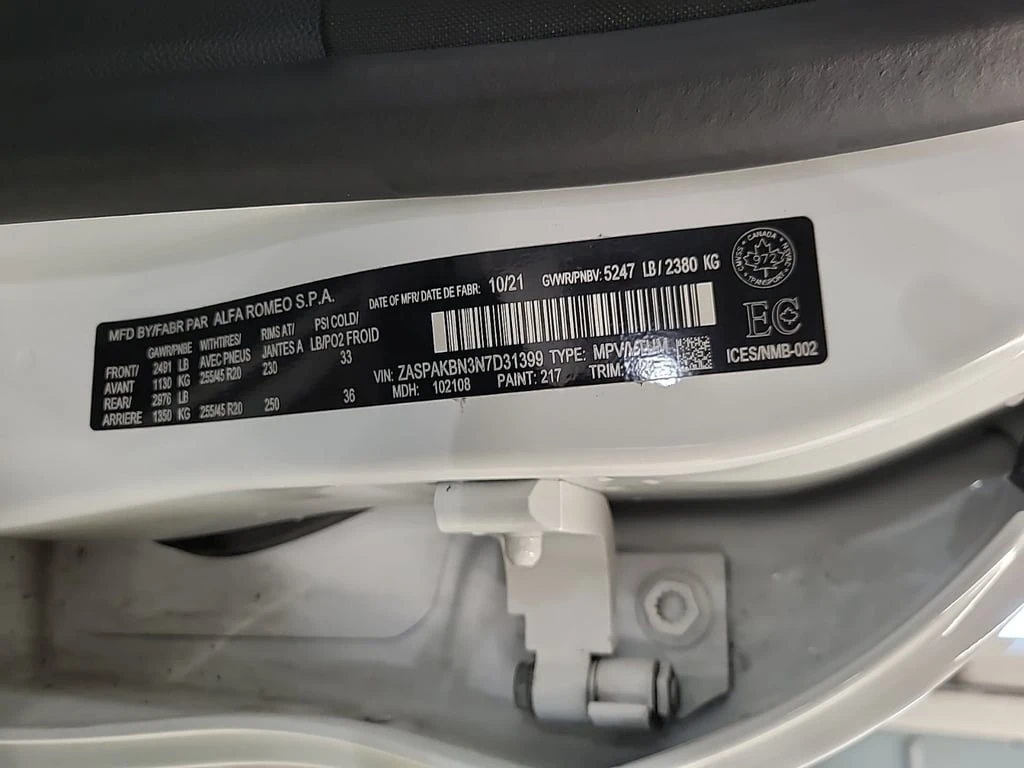 MFD BY/FABR PAR ALFA ROMEO S.P.A. DATE OF MFR/DATE DE FABR: 10/21 GVWR/PNBV: 5247 LB/2380 KG
GAWR/PNBE WITHTIRES/ RIMS AT/ PSI COLD/
AVEC PNEUS JANTES A LB/PO2 FROID
FRONT/ 2491 LB 255/45 R20 230 33
AVANT 1130 KG
REAR/ 2976 LB 255/45 R20 250 36
ARRIERE 1350 KG
VIN: ZASPAKBN3N7D31399 TYPE: MPV/
MDH: 102108 PAINT: 217 TRIM:
CANADA
972
TRANSPORT
EC
ICES/NMB-002